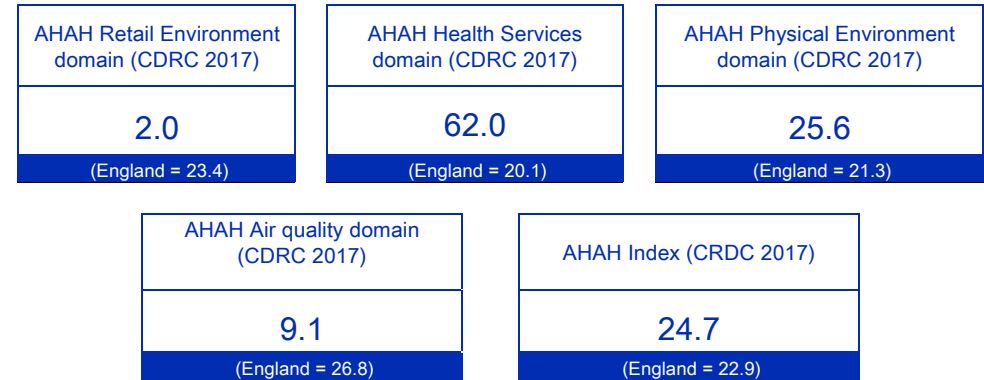 AHAH Retail Environment
domain (CDRC 2017)
2.0
(England = 23.4)
AHAH Health Services
domain (CDRC 2017)
62.0
(England = 20.1)
AHAH Physical Environment
domain (CDRC 2017)
25.6
(England = 21.3)
AHAH Air quality domain
(CDRC 2017)
9.1
(England = 26.8)
AHAH Index (CRDC 2017)
24.7
(England = 22.9)